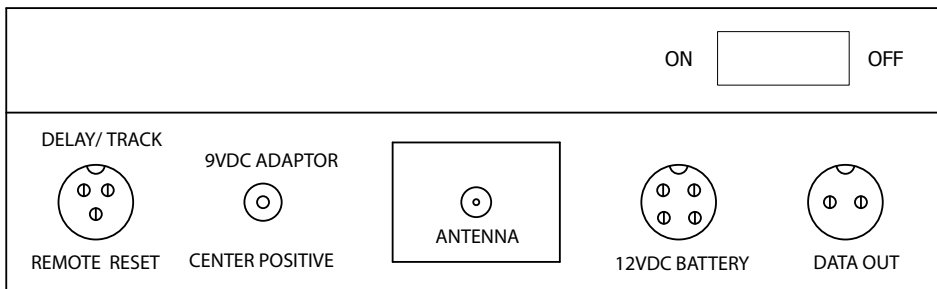 ON
OFF
DELAY/ TRACK
9VDC ADAPTOR
ANTENNA
REMOTE RESET
CENTER POSITIVE
12VDC BATTERY
DATA OUT